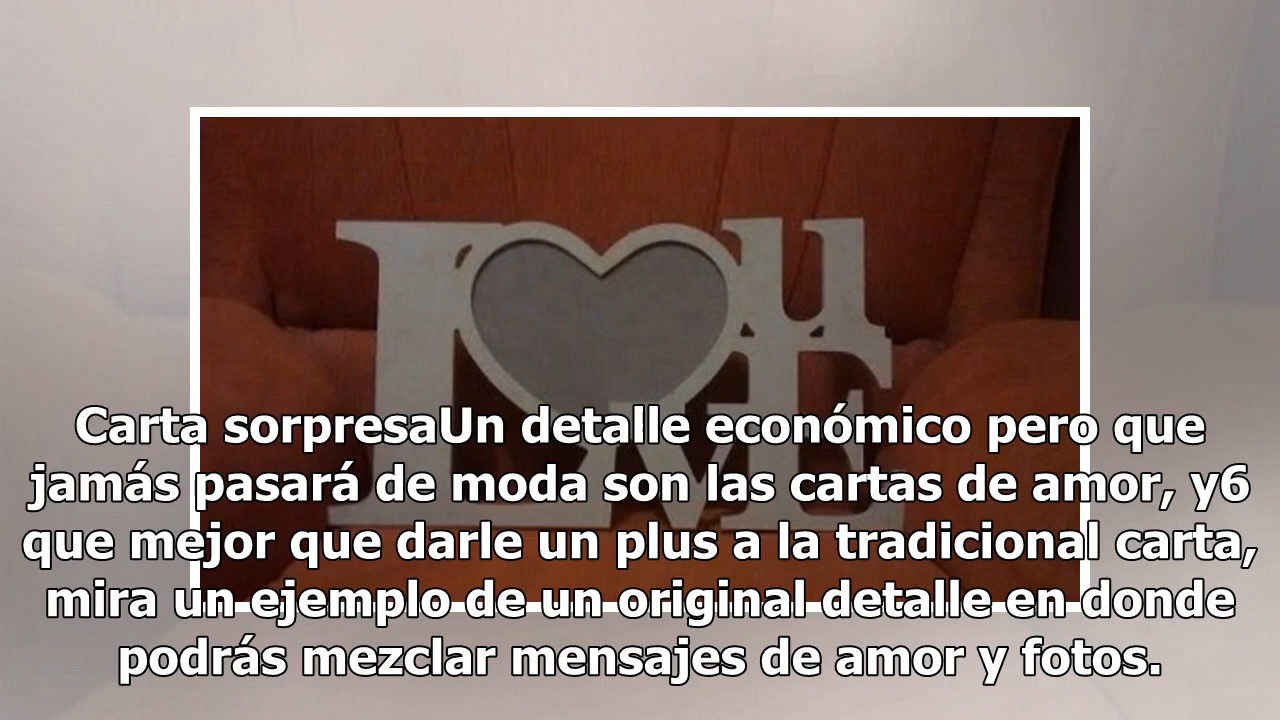 I
U
LOVE
Carta sorpresaUn detalle económico pero que
jamás pasará de moda son las cartas de amor, y6
que mejor que darle un plus a la tradicional carta,
mira un ejemplo de un original detalle en donde
podrás mezclar mensajes de amor y fotos.